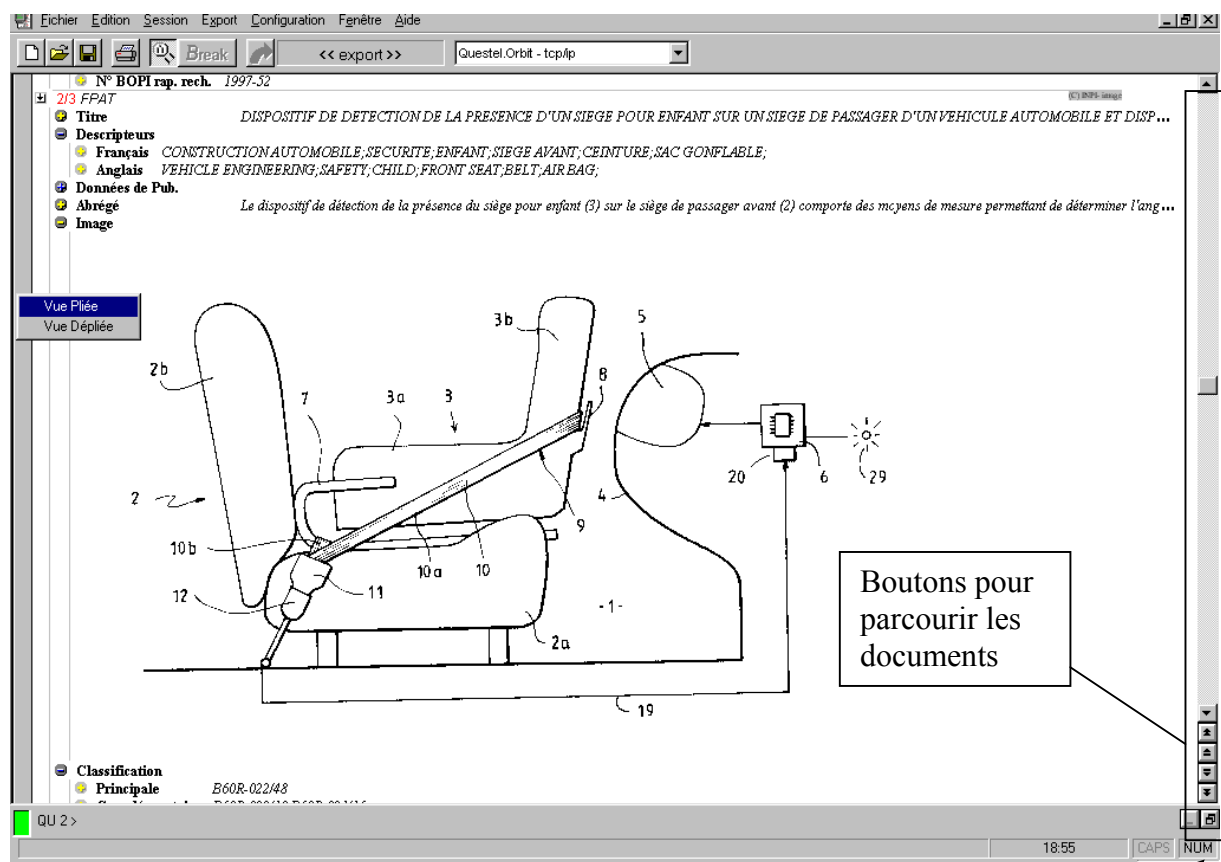 Fichier Edition Session Export Configuration Fenêtre Aide
Break << export >> Questel.Orbit - tcp/ip
N° BOPI rap. rech. 1997-52
2/3 FPAT (C) INPI- image
Titre DISPOSITIF DE DETECTION DE LA PRESENCE D'UN SIEGE POUR ENFANT SUR UN SIEGE DE PASSAGER D'UN VEHICULE AUTOMOBILE ET DISP...
Descripteurs
Français CONSTRUCTION AUTOMOBILE;SECURITE;ENFANT;SIEGE AVANT;CEINTURE;SAC GONFLABLE;
Anglais VEHICLE ENGINEERING;SAFETY;CHILD;FRONT SEAT;BELT;AIR BAG;
Données de Pub.
Abrégé Le dispositif de détection de la présence du siège pour enfant (3) sur le siège de passager avant (2) comporte des moyens de mesure permettant de déterminer l'ang...
Image
Vue Pliée
Vue Dépliée
3b 5
2b 7 3a 3 8
20 6 29
2 4 9
10b 10a 10
12 11 -1-
2a
19
Boutons pour
parcourir les
documents
Classification
Principale B60R-022/48
QU 2 >
18:55 CAPS NUM